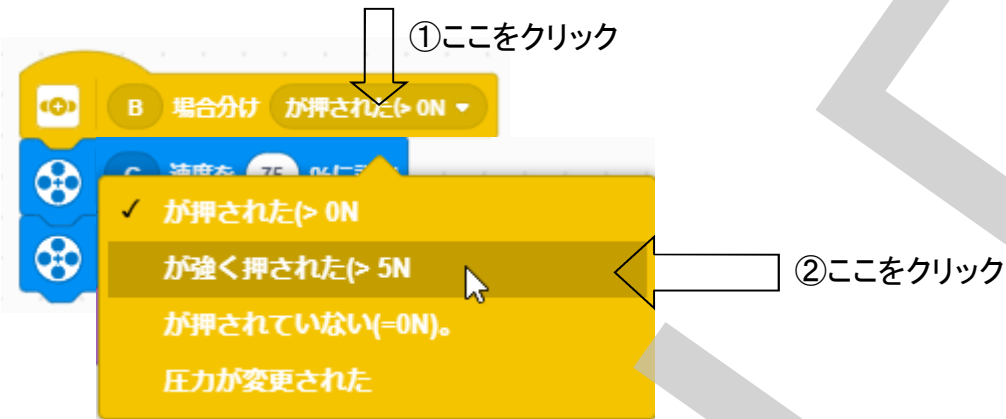 ①ここをクリック
B 場合分け が押された(> 0N
75
✓ が押された(> 0N
が強く押された(> 5N
②ここをクリック
が押されていない(=0N)。
圧力が変更された